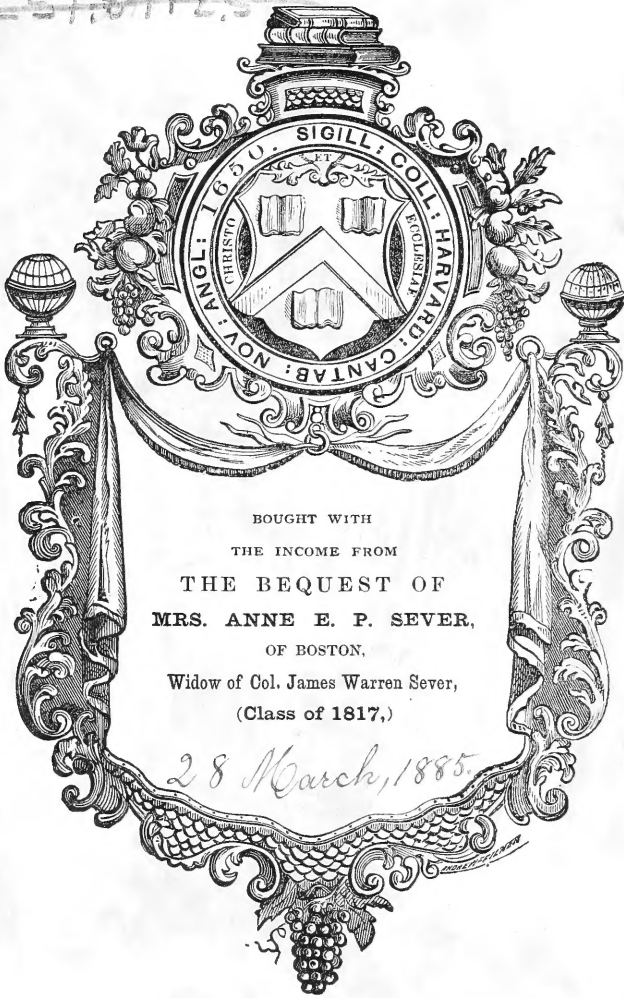 SIGILL: COLL: HARVARD: CANTAB: NOV: ANGL: 1650.
CHRISTO
ET
ECCLESIAE
BOUGHT WITH
THE INCOME FROM
THE BEQUEST OF
MRS. ANNE E. P. SEVER,
OF BOSTON,
Widow of Col. James Warren Sever,
(Class of 1817,)
28 March, 1885.